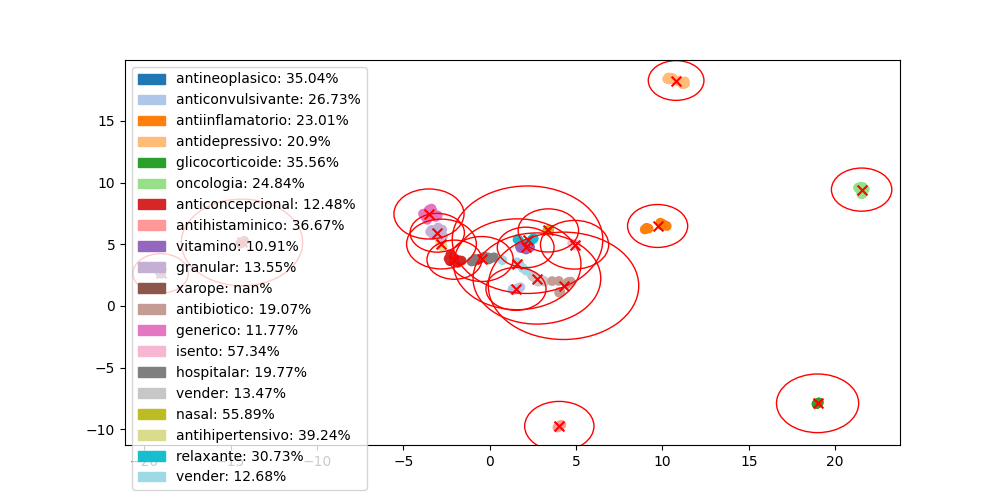 antineoplasico: 35.04%
anticonvulsivante: 26.73%
antiinflamatorio: 23.01%
antidepressivo: 20.9%
glicocorticoide: 35.56%
oncologia: 24.84%
anticoncepcional: 12.48%
antihistaminico: 36.67%
vitamino: 10.91%
granular: 13.55%
xarope: nan%
antibiotico: 19.07%
generico: 11.77%
isento: 57.34%
hospitalar: 19.77%
vender: 13.47%
nasal: 55.89%
antihipertensivo: 39.24%
relaxante: 30.73%
vender: 12.68%
15
10
5
0
−5
−10
−20 −15 −10 −5 0 5 10 15 20